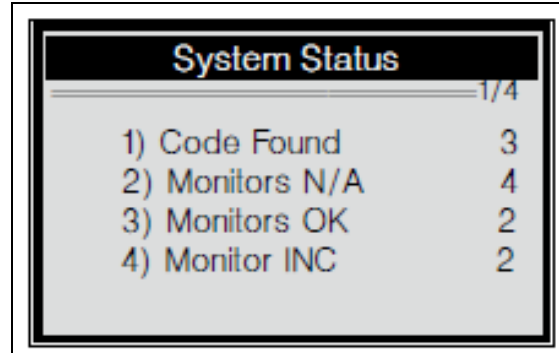 System Status
1/4
1) Code Found 3
2) Monitors N/A 4
3) Monitors OK 2
4) Monitor INC 2